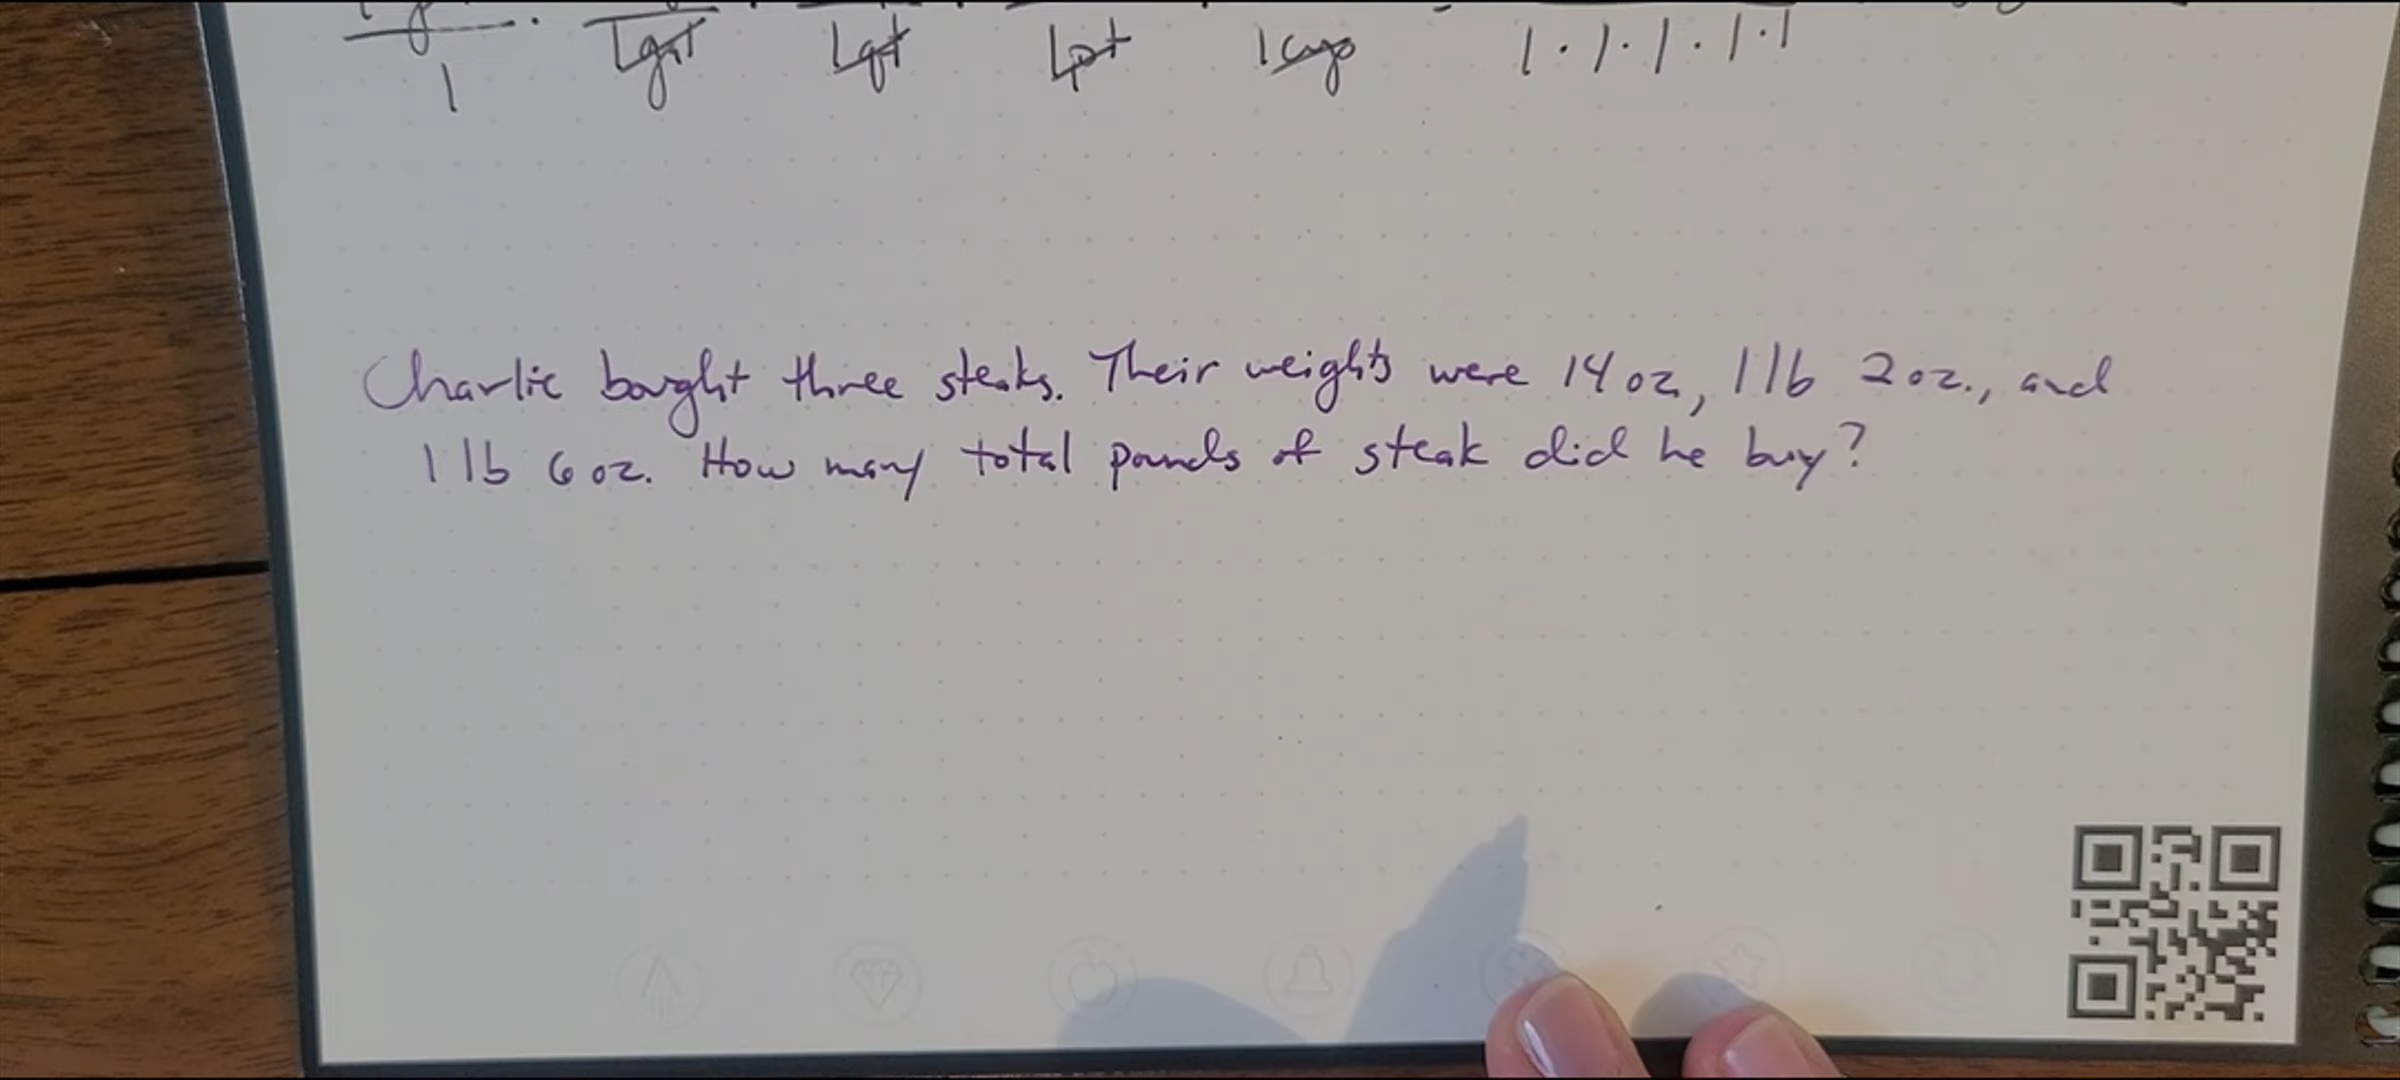 1 1gal 1qt 1pt 1cup 1·1·1·1·1
Charlie bought three steaks. Their weights were 14 oz, 1 lb 2 oz., and
1 lb 6 oz. How many total pounds of steak did he buy?